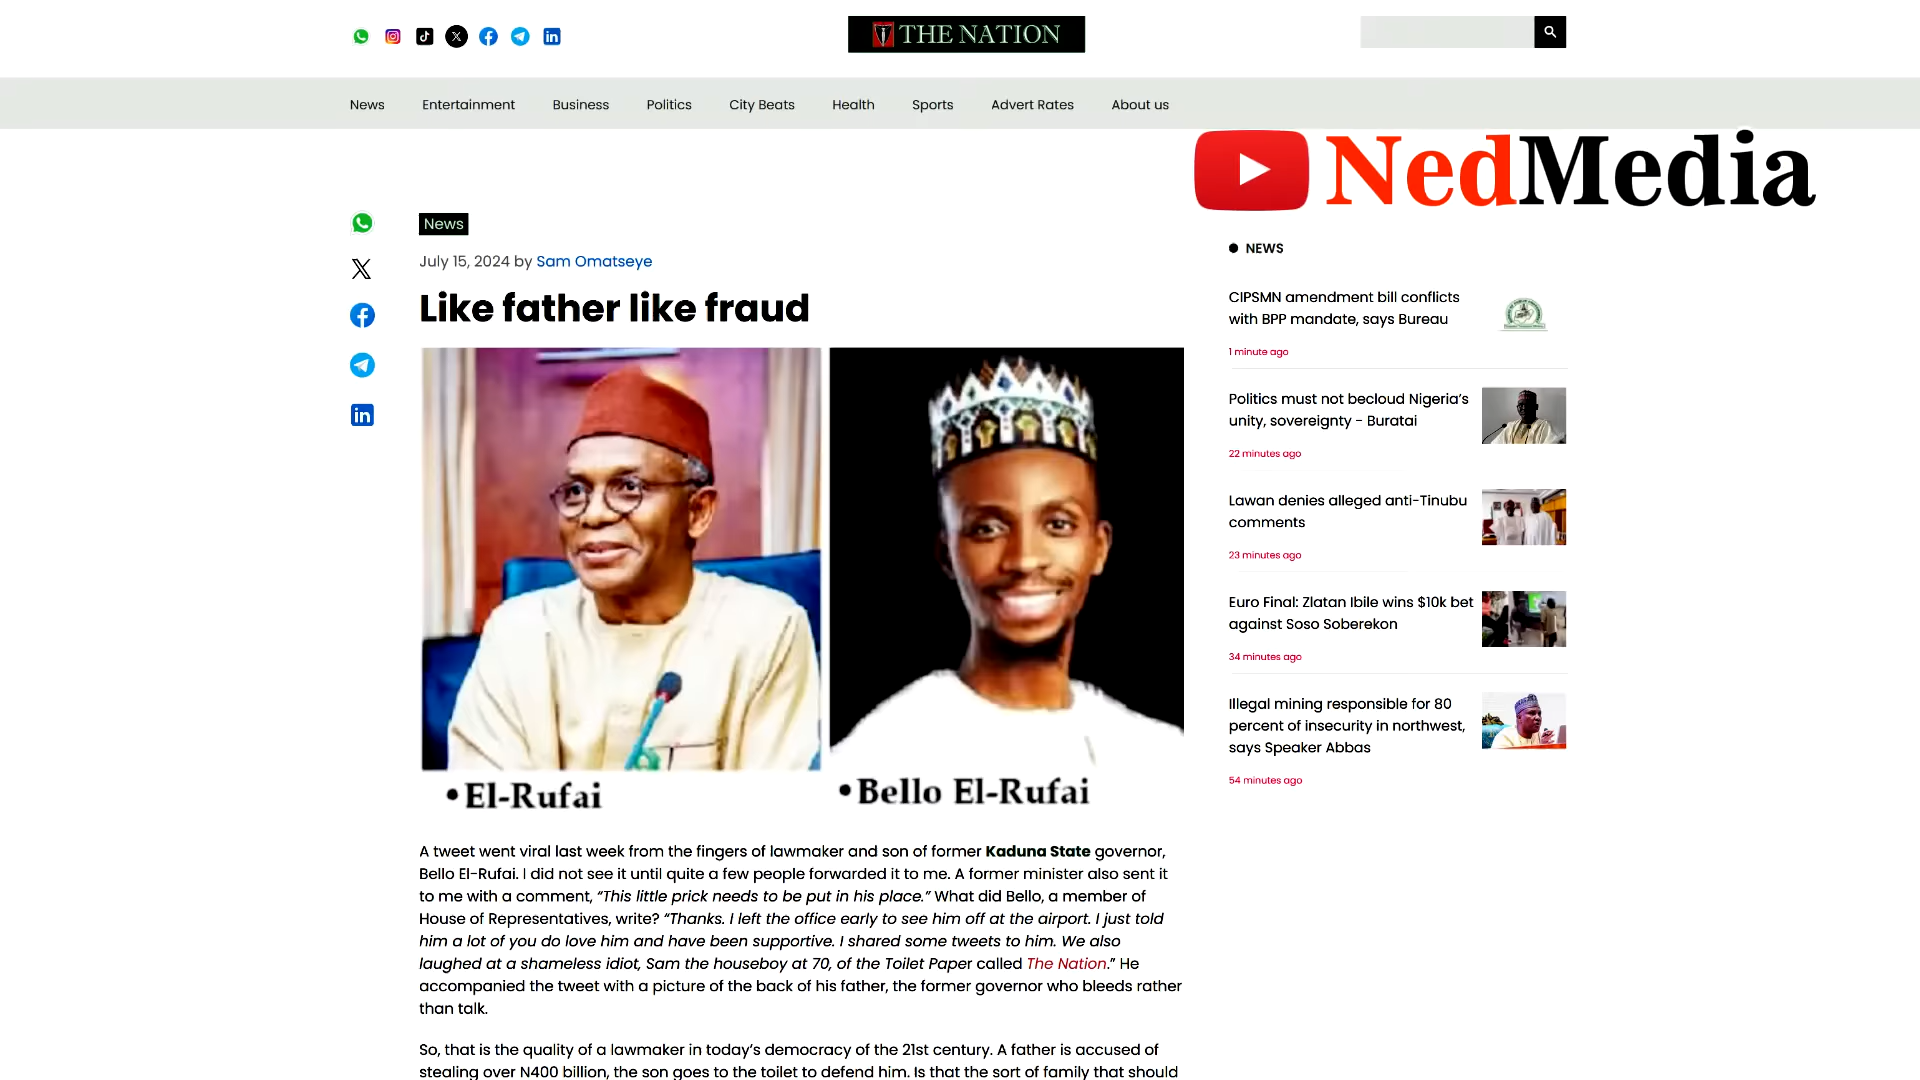 THE NATION
News Entertainment Business Politics City Beats Health Sports Advert Rates About us
NedMedia
News
July 15, 2024 by Sam Omatseye
Like father like fraud
•El-Rufai
•Bello El-Rufai
A tweet went viral last week from the fingers of lawmaker and son of former Kaduna State governor,
Bello El-Rufai. I did not see it until quite a few people forwarded it to me. A former minister also sent it
to me with a comment, “This little prick needs to be put in his place.” What did Bello, a member of
House of Representatives, write? “Thanks. I left the office early to see him off at the airport. I just told
him a lot of you do love him and have been supportive. I shared some tweets to him. We also
laughed at a shameless idiot, Sam the houseboy at 70, of the Toilet Paper called The Nation.” He
accompanied the tweet with a picture of the back of his father, the former governor who bleeds rather
than talk.
So, that is the quality of a lawmaker in today’s democracy of the 21st century. A father is accused of
stealing over N400 billion, the son goes to the toilet to defend him. Is that the sort of family that should
NEWS
CIPSMN amendment bill conflicts
with BPP mandate, says Bureau
1 minute ago
Politics must not becloud Nigeria’s
unity, sovereignty - Buratai
22 minutes ago
Lawan denies alleged anti-Tinubu
comments
23 minutes ago
Euro Final: Zlatan Ibile wins $10k bet
against Soso Soberekon
34 minutes ago
Illegal mining responsible for 80
percent of insecurity in northwest,
says Speaker Abbas
54 minutes ago